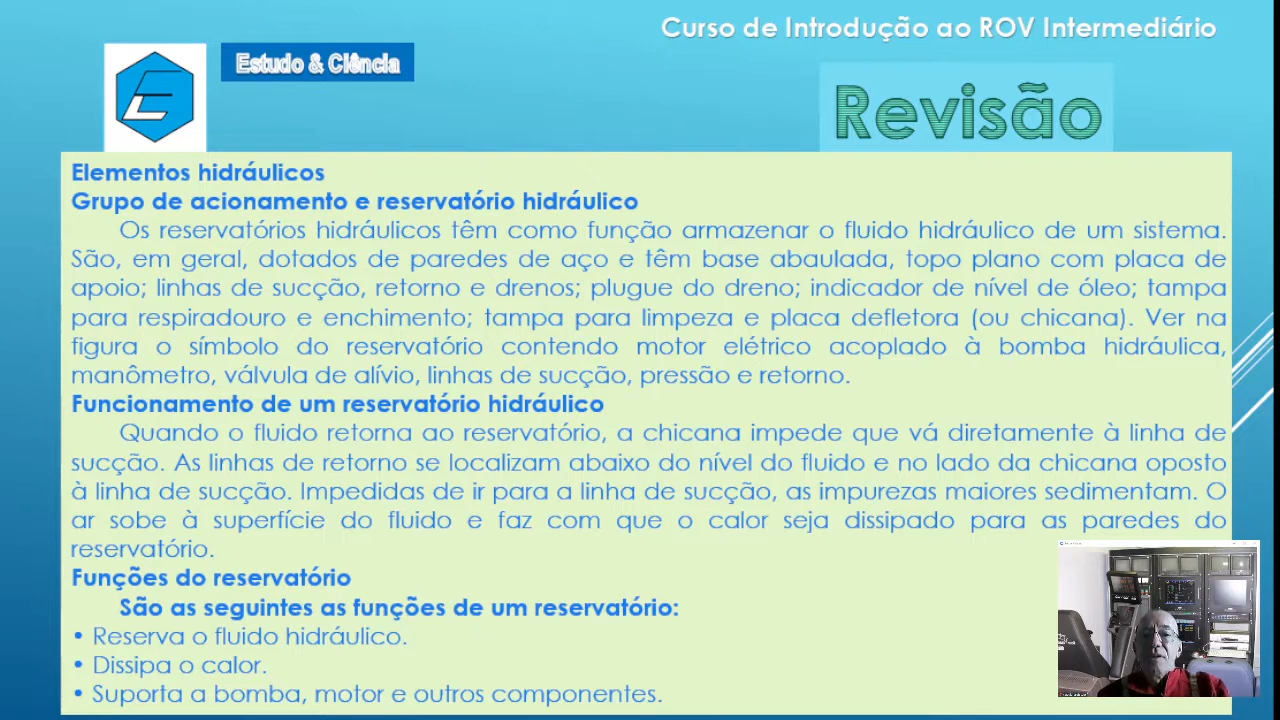 Curso de Introdução ao ROV Intermediário
Estudo & Ciência
Revisão
Elementos hidráulicos
Grupo de acionamento e reservatório hidráulico
Os reservatórios hidráulicos têm como função armazenar o fluido hidráulico de um sistema.
São, em geral, dotados de paredes de aço e têm base abaulada, topo plano com placa de
apoio; linhas de sucção, retorno e drenos; plugue do dreno; indicador de nível de óleo; tampa
para respiradouro e enchimento; tampa para limpeza e placa defletora (ou chicana). Ver na
figura o símbolo do reservatório contendo motor elétrico acoplado à bomba hidráulica,
manômetro, válvula de alívio, linhas de sucção, pressão e retorno.
Funcionamento de um reservatório hidráulico
Quando o fluido retorna ao reservatório, a chicana impede que vá diretamente à linha de
sucção. As linhas de retorno se localizam abaixo do nível do fluido e no lado da chicana oposto
à linha de sucção. Impedidas de ir para a linha de sucção, as impurezas maiores sedimentam. O
ar sobe à superfície do fluido e faz com que o calor seja dissipado para as paredes do
reservatório.
Funções do reservatório
São as seguintes as funções de um reservatório:
• Reserva o fluido hidráulico.
• Dissipa o calor.
• Suporta a bomba, motor e outros componentes.